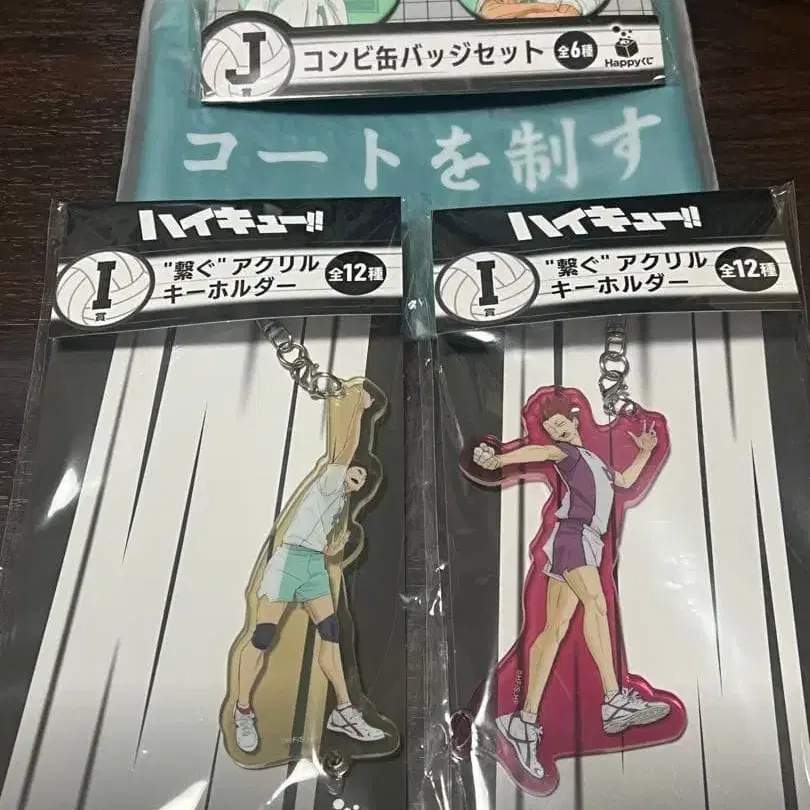 J
賞
コンビ缶バッジセット
全6種
Happyくじ
コートを制す
ハイキュー!!
I
賞
"繋ぐ"アクリル
キーホルダー
全12種
ハイキュー!!
I
賞
"繋ぐ"アクリル
キーホルダー
全12種